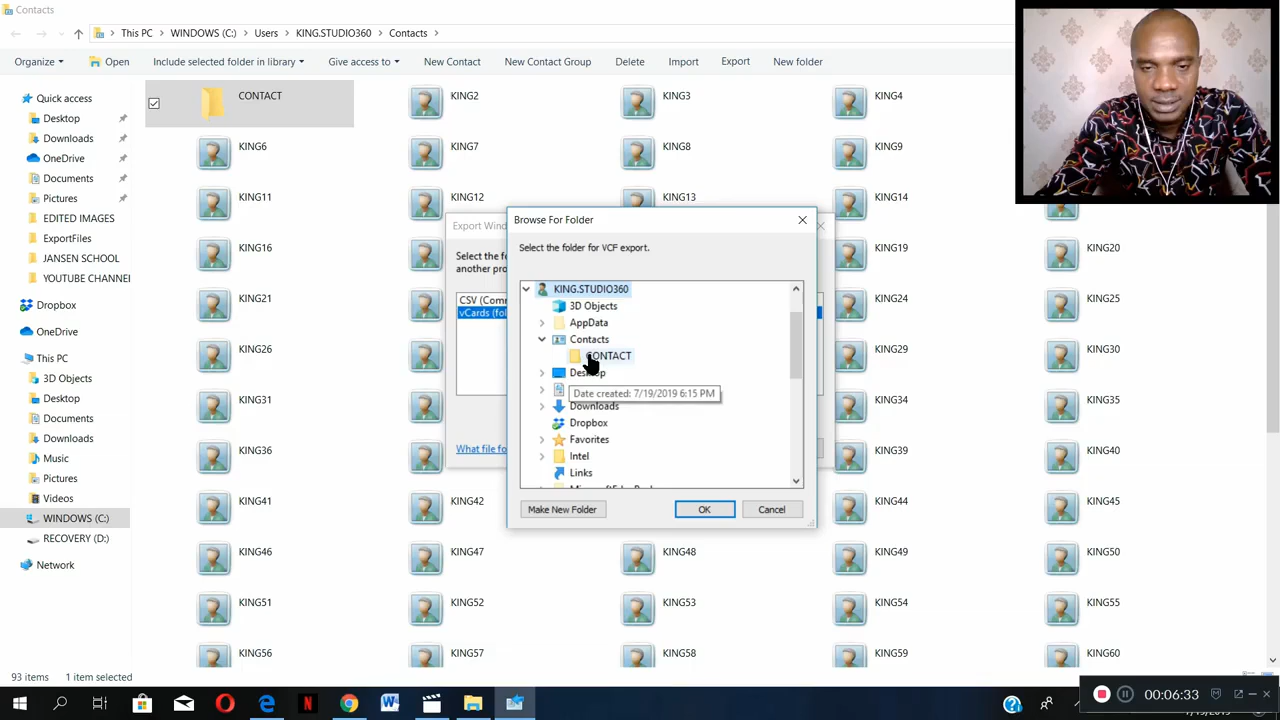 Contacts
This PC > WINDOWS (C:) > Users > KING.STUDIO360 > Contacts >
Organize Open Include selected folder in library Give access to New Contact New Contact Group Delete Import Export New folder
Quick access
Desktop
Downloads
OneDrive
Documents
Pictures
EDITED IMAGES
ExportFiles
JANSEN SCHOOL
YOUTUBE CHANNEL
Dropbox
OneDrive
This PC
3D Objects
Desktop
Documents
Downloads
Music
Pictures
Videos
WINDOWS (C:)
RECOVERY (D:)
Network
CONTACT KING2 KING3 KING4
KING6 KING7 KING8 KING9
KING11 KING12 KING13 KING14
KING16 KING19 KING20
KING21 KING24 KING25
KING26 KING29 KING30
KING31 KING34 KING35
KING36 KING39 KING40
KING41 KING42 KING44 KING45
KING46 KING47 KING48 KING49 KING50
KING51 KING52 KING53 KING54 KING55
KING56 KING57 KING58 KING59 KING60
Export Win
Select the fo
another pro
CSV (Com
vCards (fol
What file fo
Browse For Folder
Select the folder for VCF export.
KING.STUDIO360
3D Objects
AppData
Contacts
CONTACT
Desktop
Date created: 7/19/2019 6:15 PM
Downloads
Dropbox
Favorites
Intel
Links
Make New Folder OK Cancel
93 items 1 item selected
00:06:33